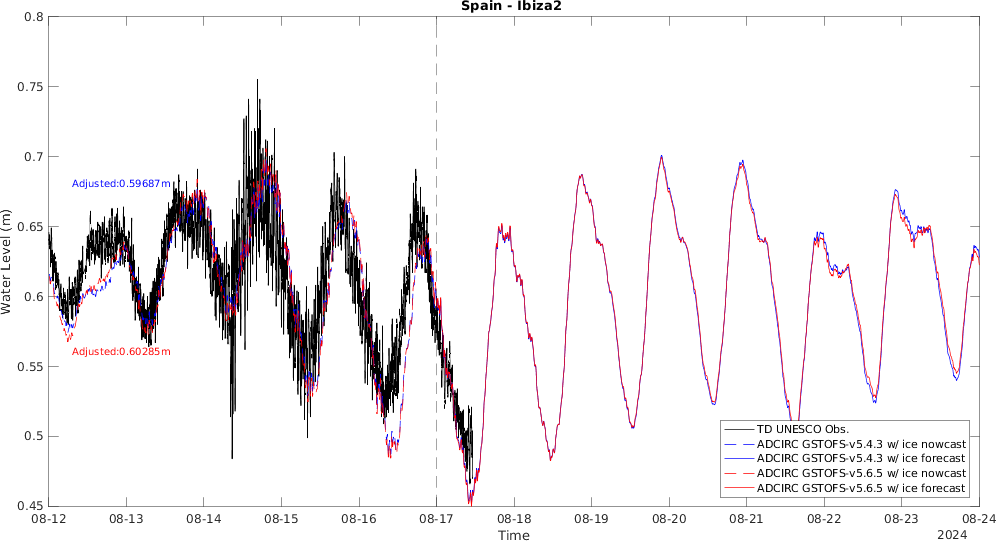 Spain - Ibiza2
0.8
0.75
0.7
0.65
0.6
0.55
0.5
0.45
Water Level (m)
Adjusted:0.59687m
Adjusted:0.60285m
TD UNESCO Obs.
ADCIRC GSTOFS-v5.4.3 w/ ice nowcast
ADCIRC GSTOFS-v5.4.3 w/ ice forecast
ADCIRC GSTOFS-v5.6.5 w/ ice nowcast
ADCIRC GSTOFS-v5.6.5 w/ ice forecast
08-12 08-13 08-14 08-15 08-16 08-17 08-18 08-19 08-20 08-21 08-22 08-23 08-24
Time
2024